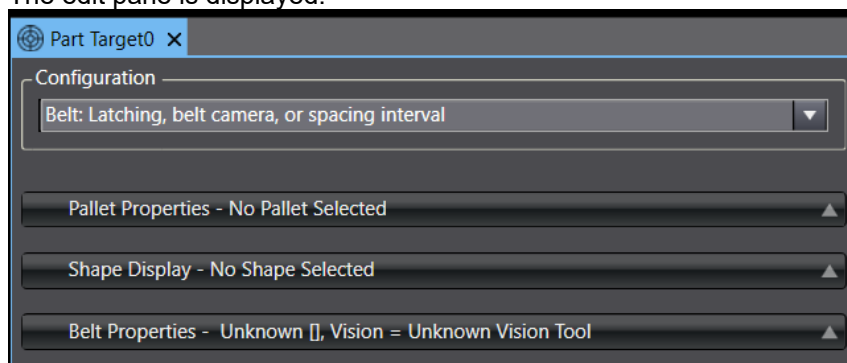 The edit pane is displayed.
Part Target0
Configuration
Belt: Latching, belt camera, or spacing interval
Pallet Properties - No Pallet Selected
Shape Display - No Shape Selected
Belt Properties -  Unknown [], Vision = Unknown Vision Tool